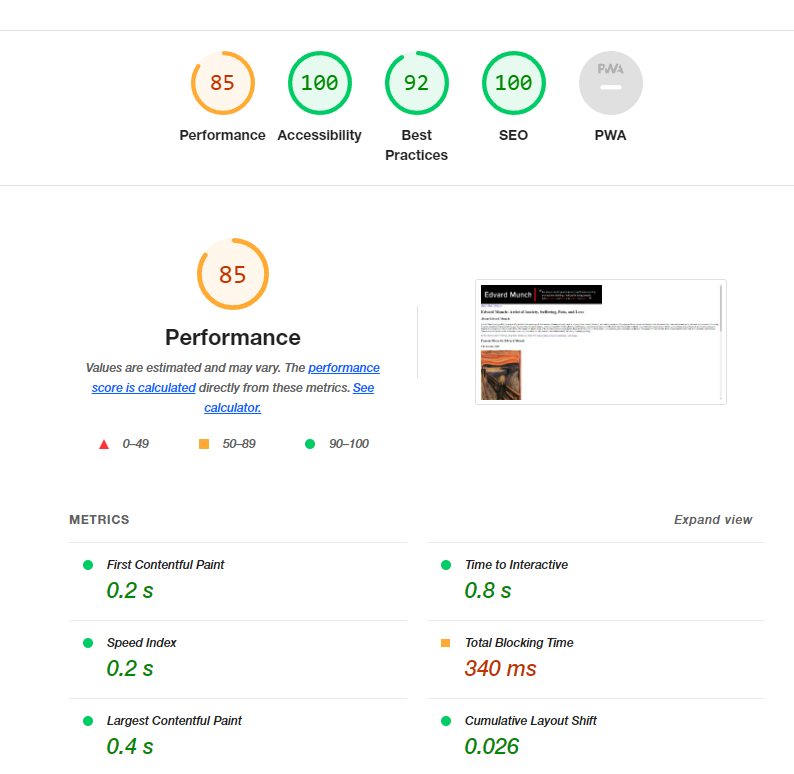 85
100
92
100
PWA
Performance
Accessibility
Best
Practices
SEO
PWA
85
Performance
Values are estimated and may vary. The performance
score is calculated directly from these metrics. See
calculator.
0–49
50–89
90–100
Edvard Munch
Edvard Munch: Artist of Anxiety, Suffering, Pain, and Loss
About Edvard Munch
METRICS
Expand view
First Contentful Paint
0.2 s
Time to Interactive
0.8 s
Speed Index
0.2 s
Total Blocking Time
340 ms
Largest Contentful Paint
0.4 s
Cumulative Layout Shift
0.026